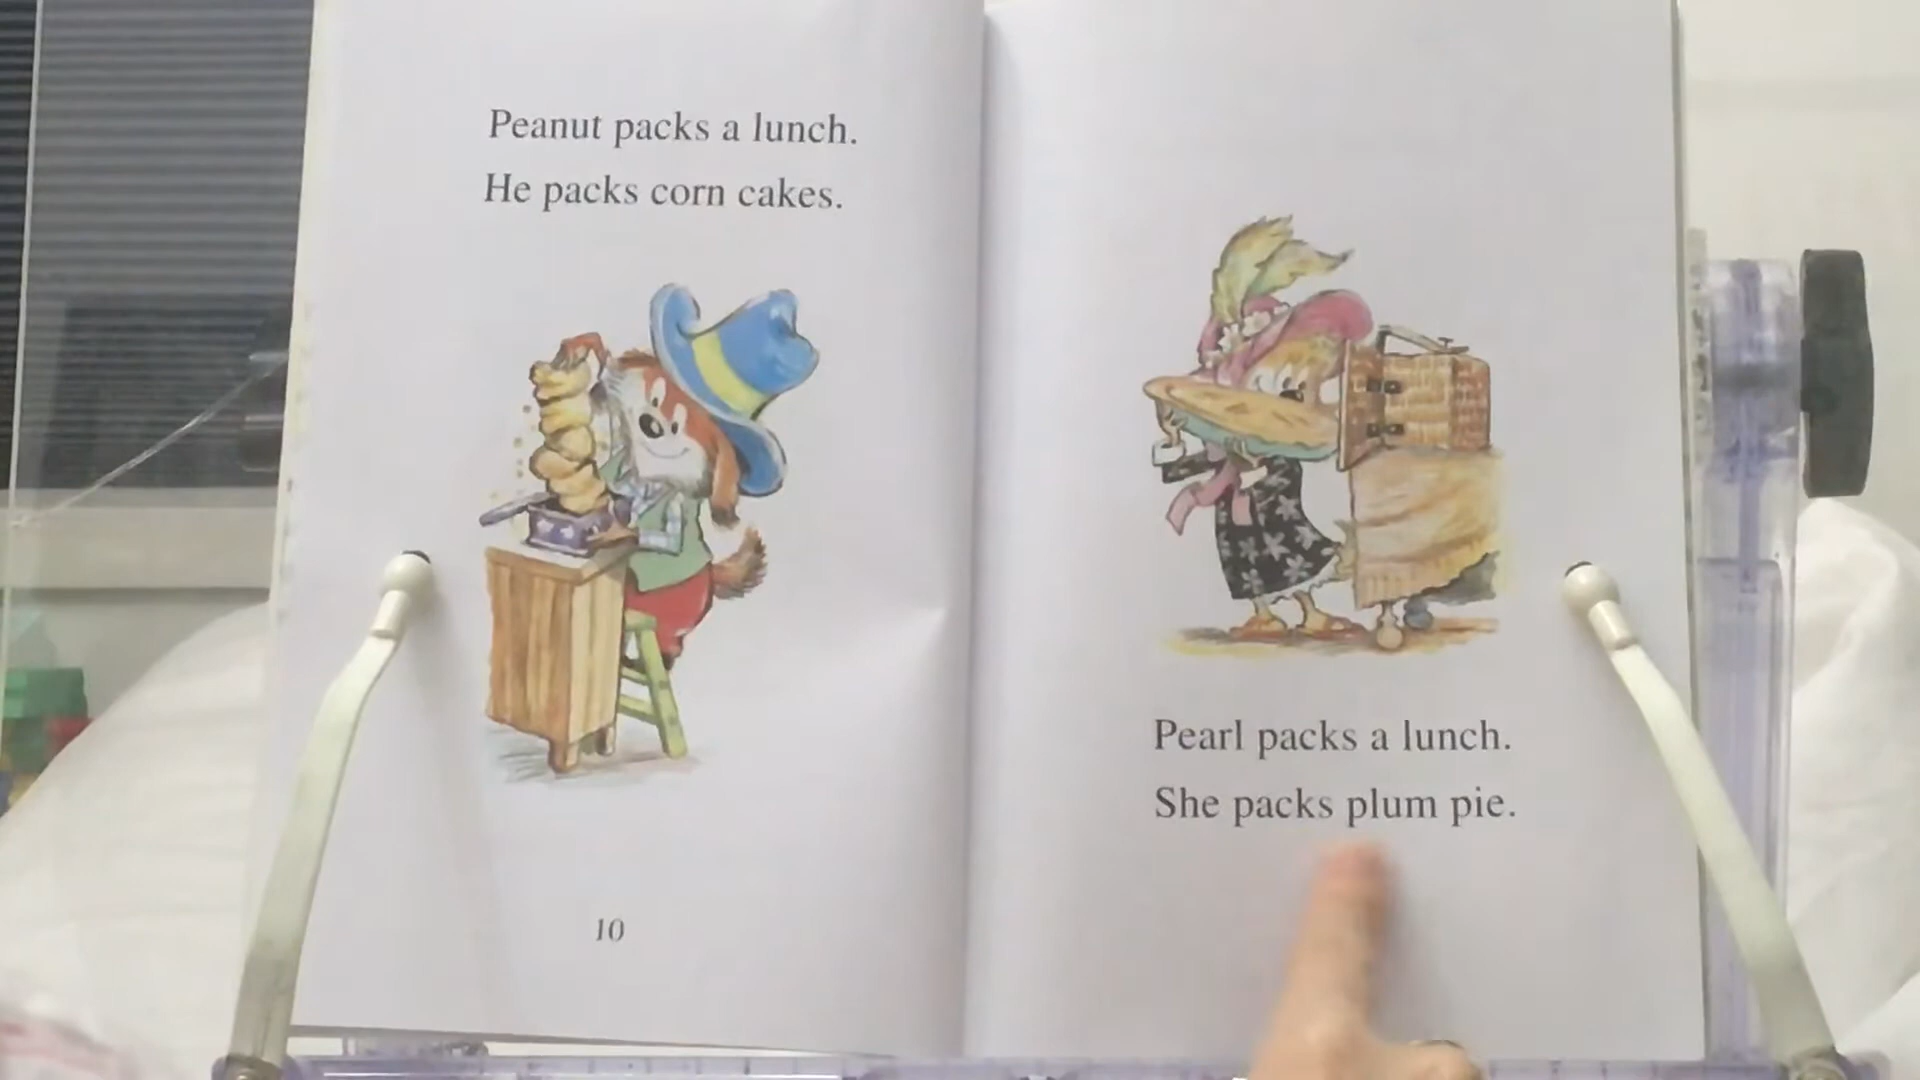 Peanut packs a lunch.
He packs corn cakes.
10
Pearl packs a lunch.
She packs plum pie.